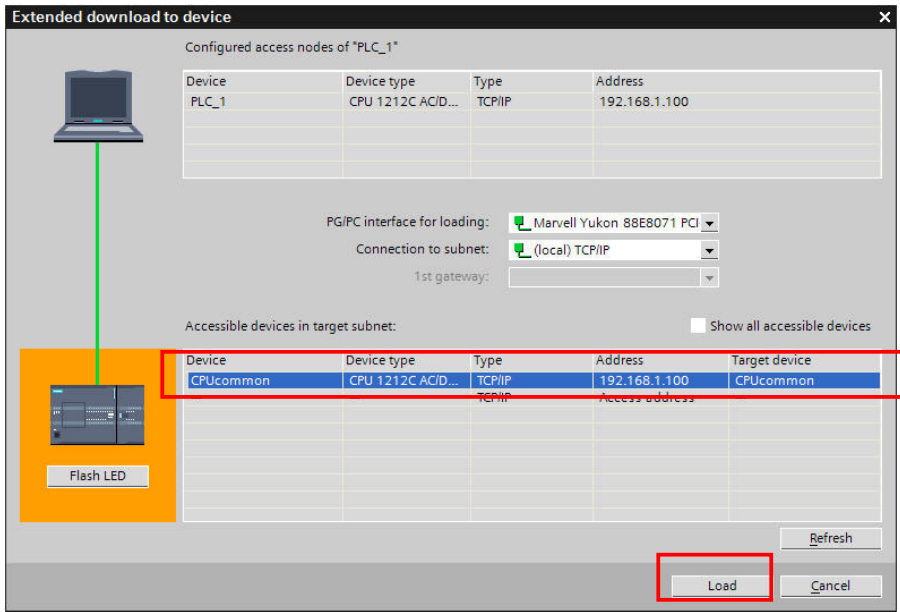 Extended download to device
Configured access nodes of "PLC_1"
Device Device type Type Address
PLC_1 CPU 1212C AC/D... TCP/IP 192.168.1.100
PG/PC interface for loading: Marvell Yukon 88E8071 PCI
Connection to subnet: (local) TCP/IP
1st gateway:
Accessible devices in target subnet: Show all accessible devices
Device Device type Type Address Target device
CPUcommon CPU 1212C AC/D... TCP/IP 192.168.1.100 CPUcommon
— — TCP/IP Access address —
Flash LED
Refresh
Load Cancel